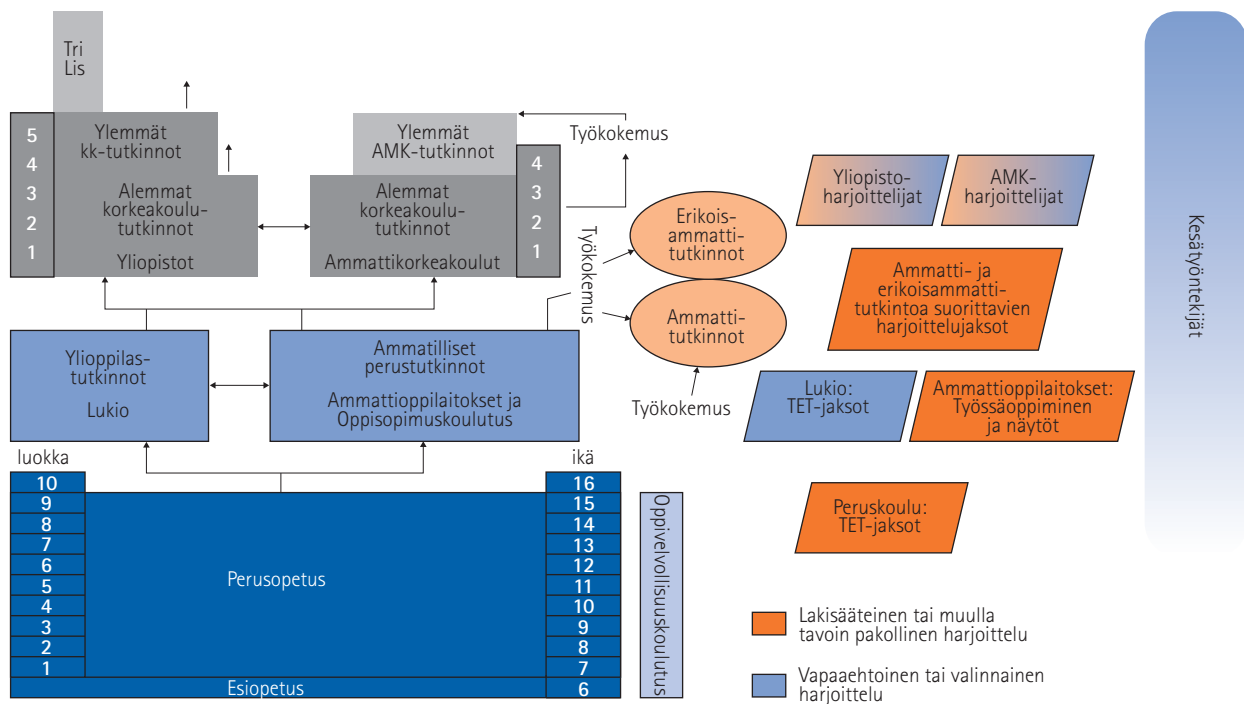 Tri
Lis
5
4
3
2
1
Ylemmät
kk-tutkinnot
Alemmat
korkeakoulu-
tutkinnot
Yliopistot
Ylemmät
AMK-tutkinnot
Alemmat
korkeakoulu-
tutkinnot
Ammattikorkeakoulut
4
3
2
1
Työkokemus
Työkokemus
Erikois-
ammatti-
tutkinnot
Ammatti-
tutkinnot
Työkokemus
Ylioppilas-
tutkinnot
Lukio
Ammatilliset
perustutkinnot
Ammattioppilaitokset ja
Oppisopimuskoulutus
luokka
10
9
8
7
6
5
4
3
2
1
Perusopetus
Esiopetus
ikä
16
15
14
13
12
11
10
9
8
7
6
Oppivelvollisuuskoulutus
Yliopisto-
harjoittelijat
AMK-
harjoittelijat
Ammatti- ja
erikoisammatti-
tutkintoa suorittavien
harjoittelujaksot
Lukio:
TET-jaksot
Ammattioppilaitokset:
Työssäoppiminen
ja näytöt
Peruskoulu:
TET-jaksot
Lakisääteinen tai muulla
tavoin pakollinen harjoittelu
Vapaaehtoinen tai valinnainen
harjoittelu
Kesätyöntekijät